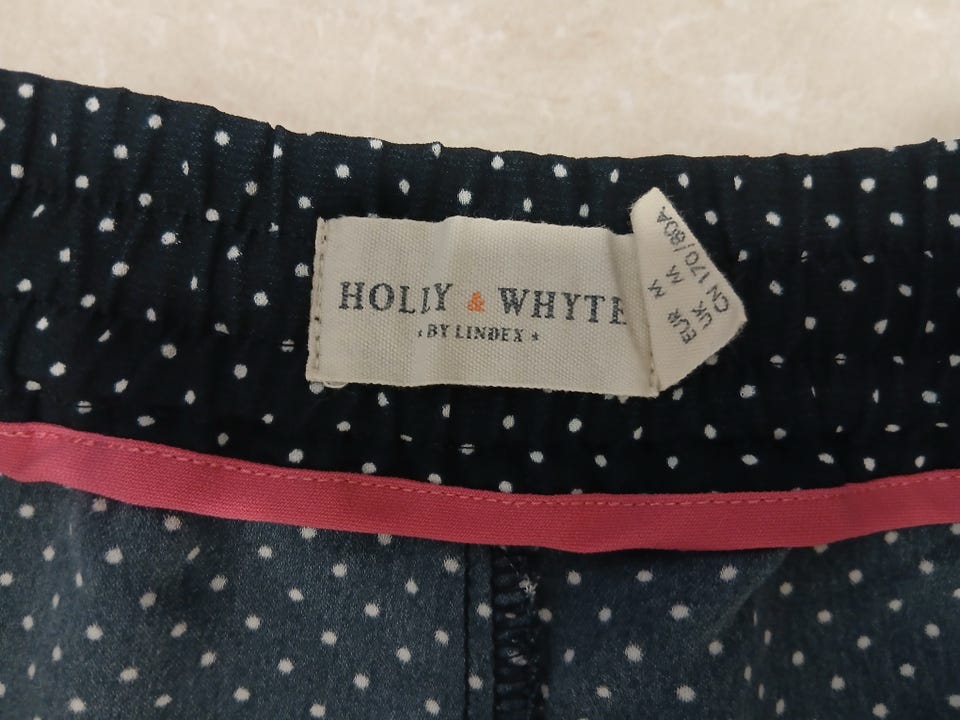 HOLLY & WHYTE
* BY LINDEX *
EUR M
UK M
CN 170/80A